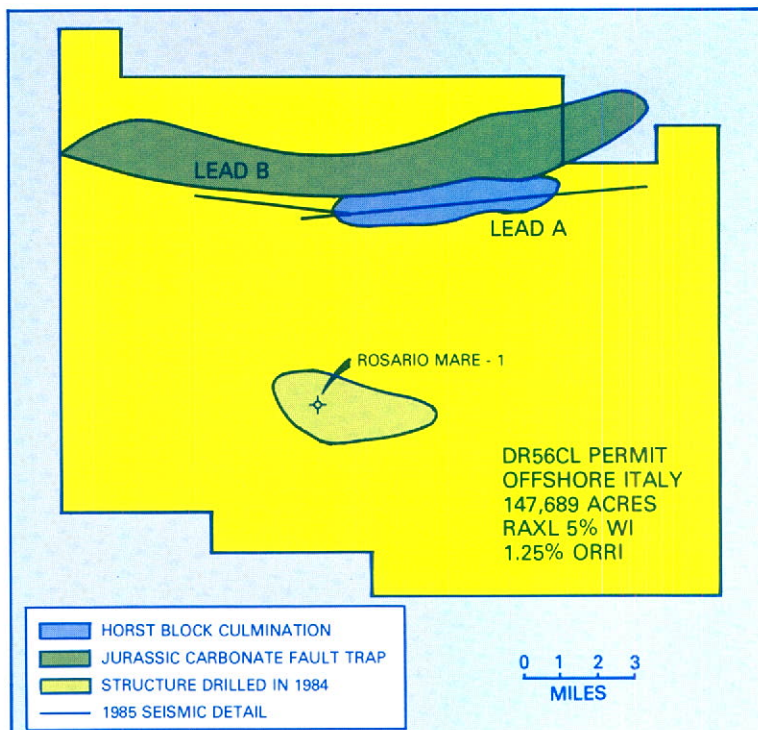 LEAD B
LEAD A
ROSARIO MARE - 1
DR56CL PERMIT
OFFSHORE ITALY
147,689 ACRES
RAXL 5% WI
1.25% ORRI
HORST BLOCK CULMINATION
JURASSIC CARBONATE FAULT TRAP
STRUCTURE DRILLED IN 1984
1985 SEISMIC DETAIL
0 1 2 3
MILES